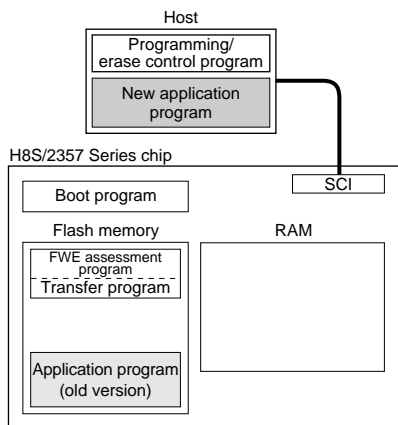 Host
Programming/
erase control program
New application
program
H8S/2357 Series chip
SCI
Boot program
Flash memory
RAM
FWE assessment
program
Transfer program
Application program
(old version)